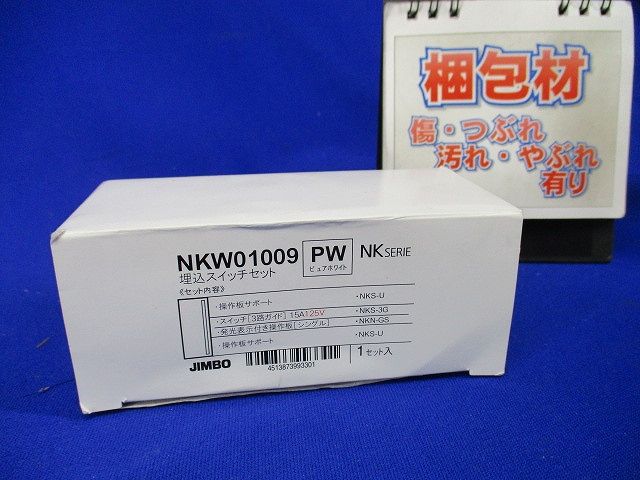 梱包材
傷・つぶれ
汚れ・やぶれ
有り
NKW01009 PW NK SERIE
ピュアホワイト
埋込スイッチセット
《セット内容》
・操作板サポート ・NKS-U
・スイッチ[3路ガイド] 15A125V ・NKS-3G
・発光表示付き操作板[シングル] ・NKN-GS
・操作板サポート ・NKS-U
JIMBO 1セット入
4513873993301